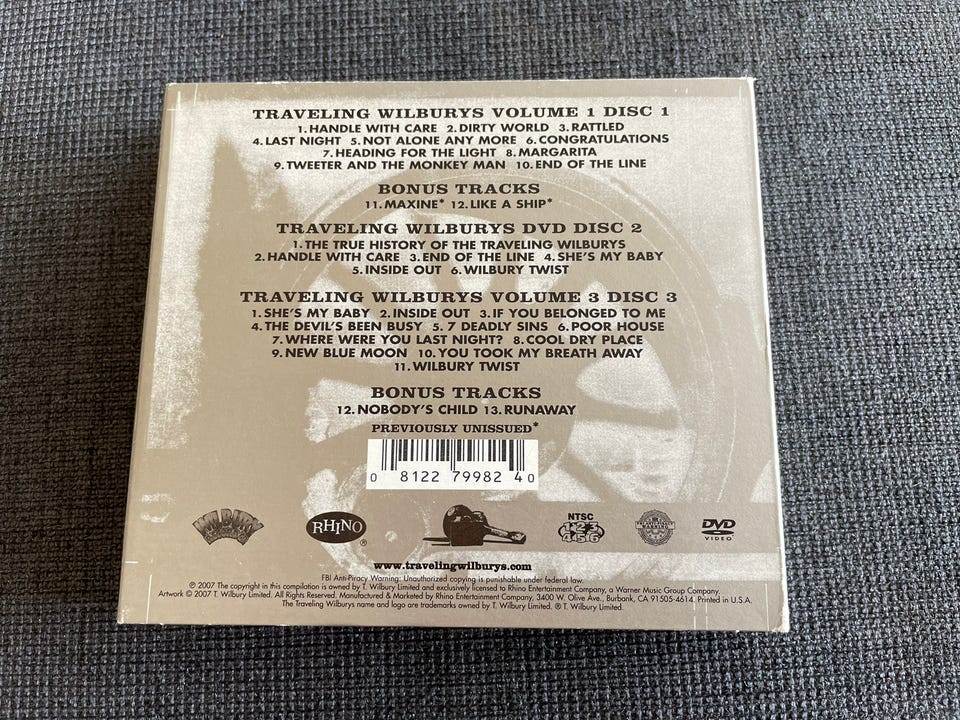 TRAVELING WILBURYS VOLUME 1 DISC 1
1. HANDLE WITH CARE 2. DIRTY WORLD 3. RATTLED
4. LAST NIGHT 5. NOT ALONE ANY MORE 6. CONGRATULATIONS
7. HEADING FOR THE LIGHT 8. MARGARITA
9. TWEETER AND THE MONKEY MAN 10. END OF THE LINE
BONUS TRACKS
11. MAXINE* 12. LIKE A SHIP*
TRAVELING WILBURYS DVD DISC 2
1. THE TRUE HISTORY OF THE TRAVELING WILBURYS
2. HANDLE WITH CARE 3. END OF THE LINE 4. SHE'S MY BABY
5. INSIDE OUT 6. WILBURY TWIST
TRAVELING WILBURYS VOLUME 3 DISC 3
1. SHE'S MY BABY 2. INSIDE OUT 3. IF YOU BELONGED TO ME
4. THE DEVIL'S BEEN BUSY 5. 7 DEADLY SINS 6. POOR HOUSE
7. WHERE WERE YOU LAST NIGHT? 8. COOL DRY PLACE
9. NEW BLUE MOON 10. YOU TOOK MY BREATH AWAY
11. WILBURY TWIST
BONUS TRACKS
12. NOBODY'S CHILD 13. RUNAWAY
PREVIOUSLY UNISSUED*
0 8122 79982 4 0
WILBURY
RHINO ®
NTSC
1 2 3
4 5 6
DVD
VIDEO
www.travelingwilburys.com
FBI Anti-Piracy Warning: Unauthorized copying is punishable under federal law.
℗ 2007 The copyright in this compilation is owned by T. Wilbury Limited and exclusively licensed to Rhino Entertainment Company, a Warner Music Group Company.
Artwork © 2007 T. Wilbury Limited. All Rights Reserved. Manufactured & Marketed by Rhino Entertainment Company, 3400 W. Olive Ave., Burbank, CA 91505-4614. Printed in U.S.A.
The Traveling Wilburys name and logo are trademarks owned by T. Wilbury Limited. ® T. Wilbury Limited.